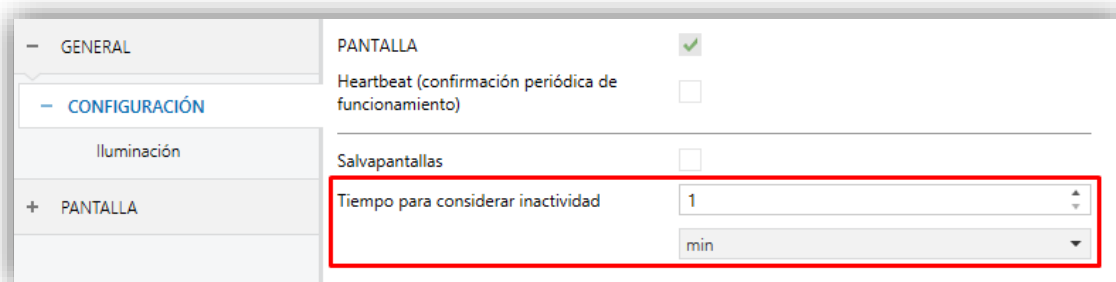 GENERAL
CONFIGURACIÓN
Iluminación
PANTALLA
PANTALLA
Heartbeat (confirmación periódica de
funcionamiento)
Salvapantallas
Tiempo para considerar inactividad
1
min